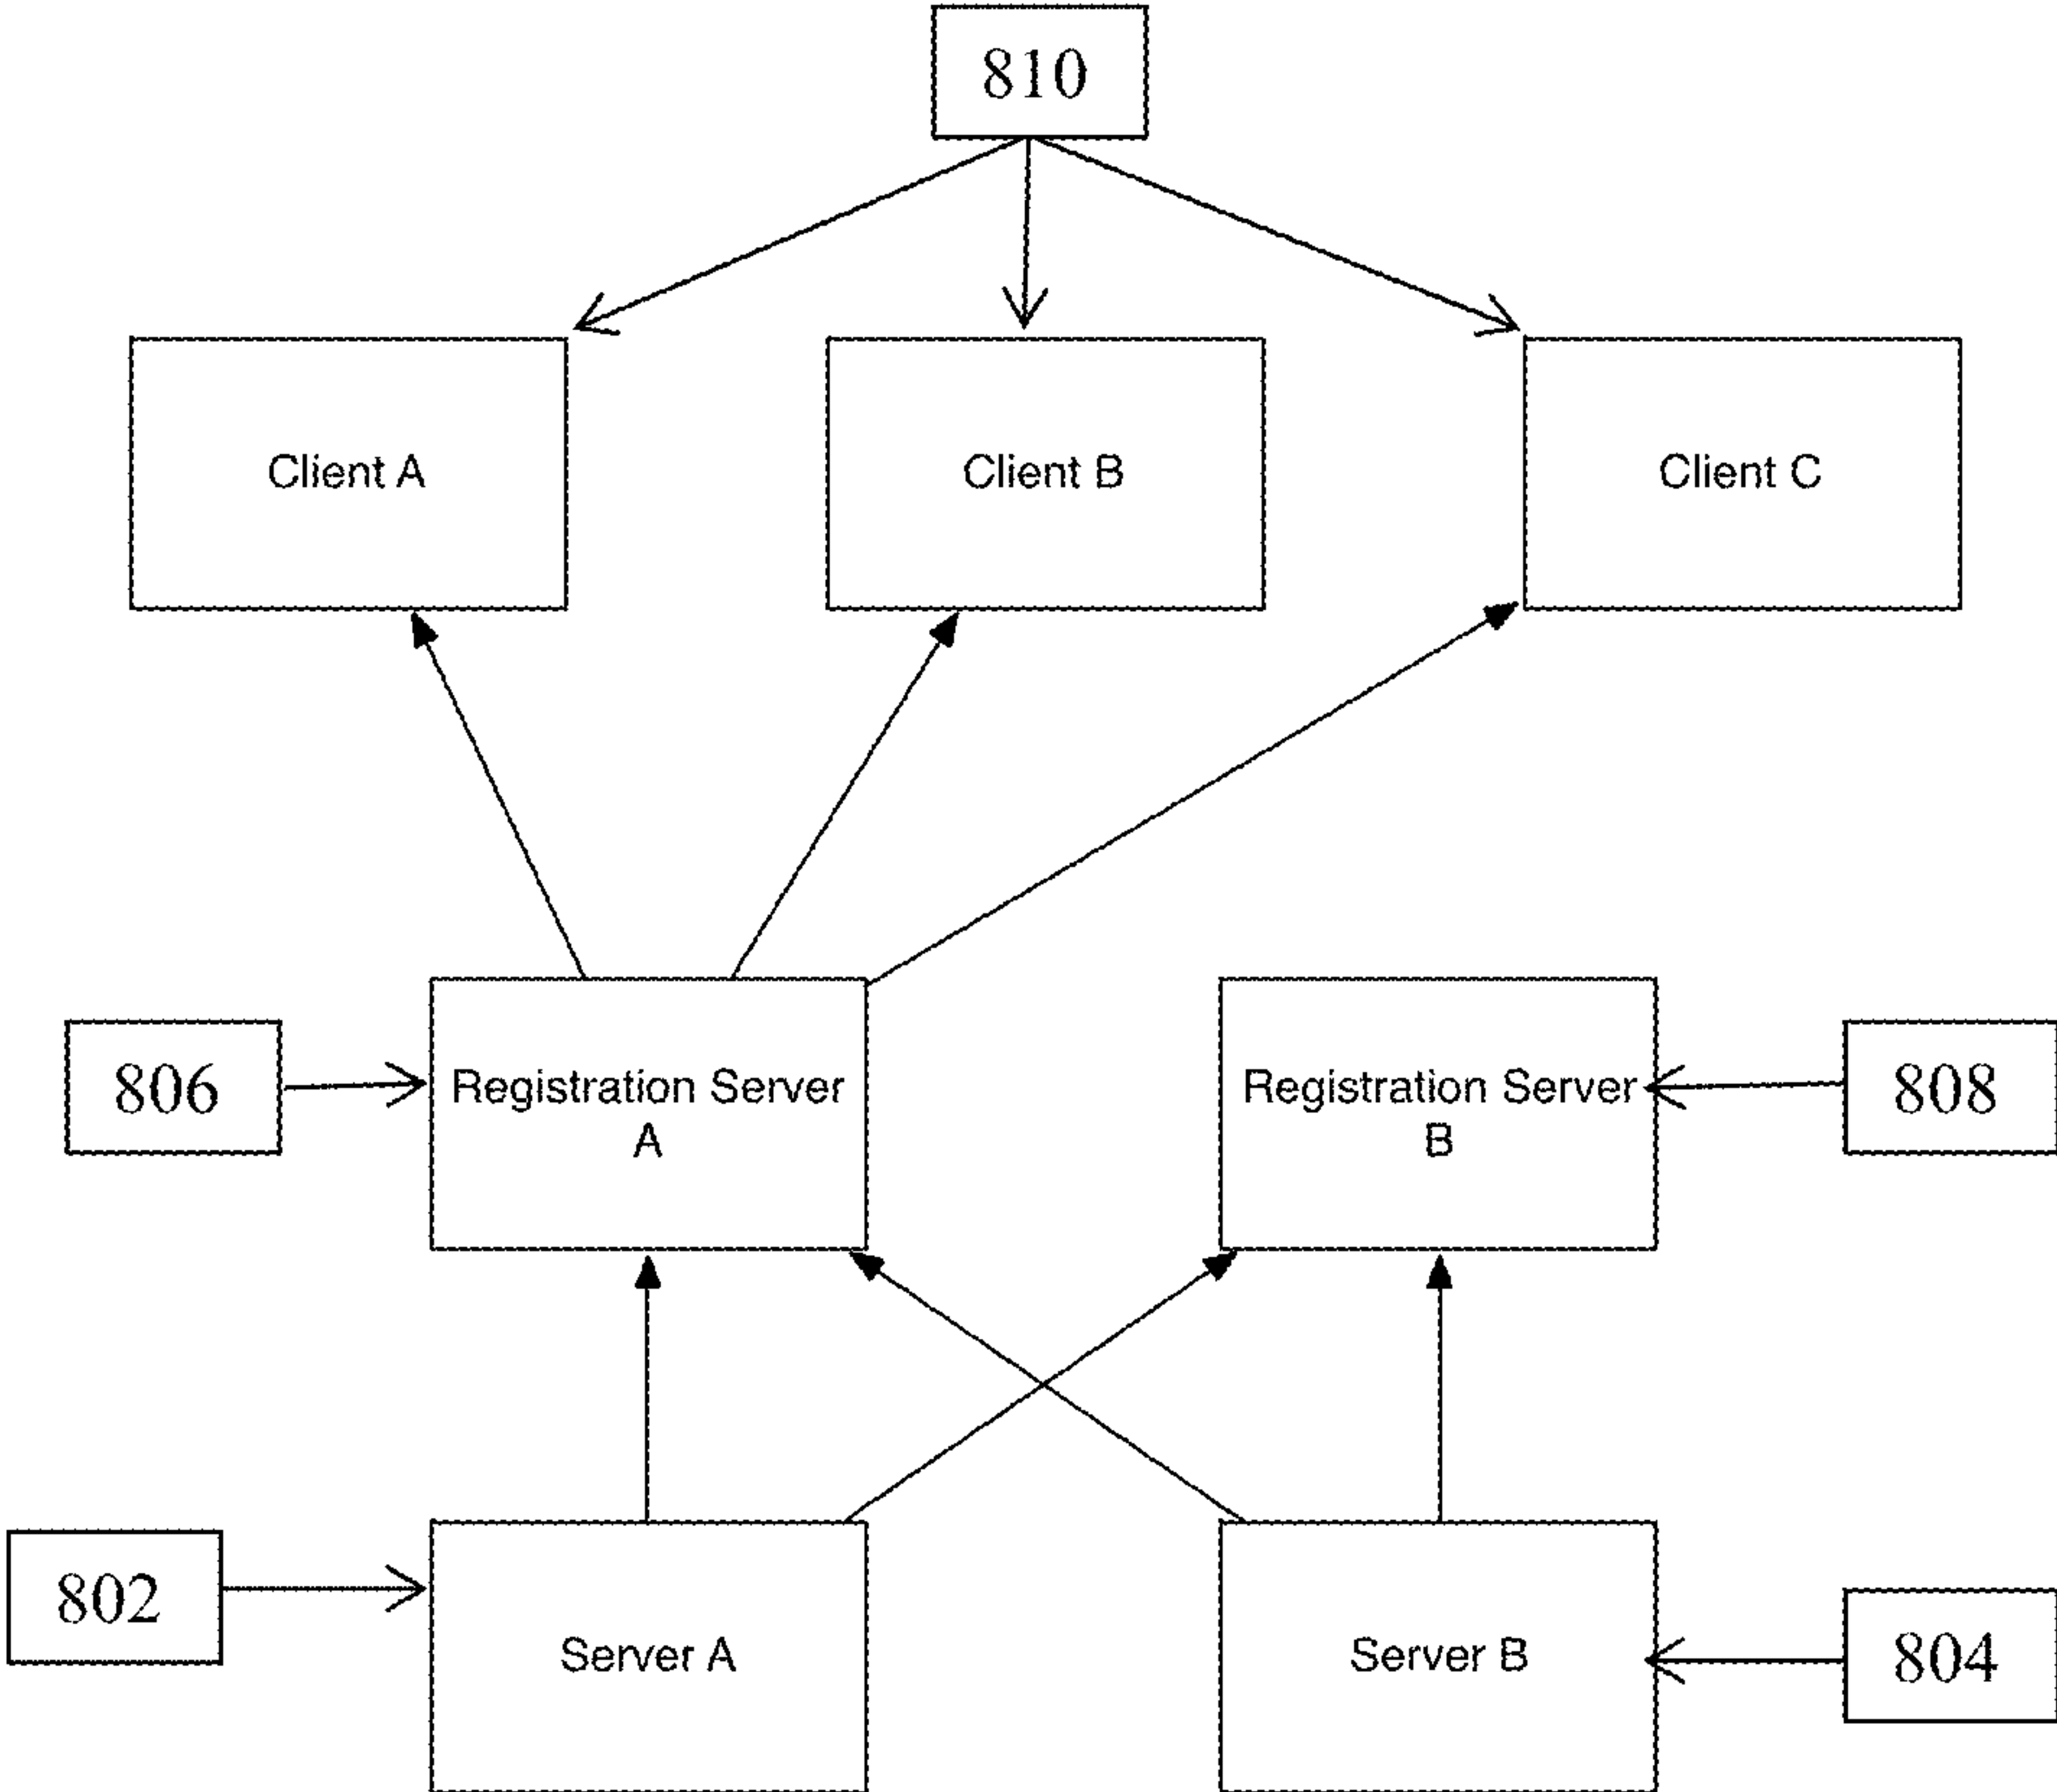 810
Client A
Client B
Client C
806
Registration Server
A
Registration Server
B
808
802
Server A
Server B
804